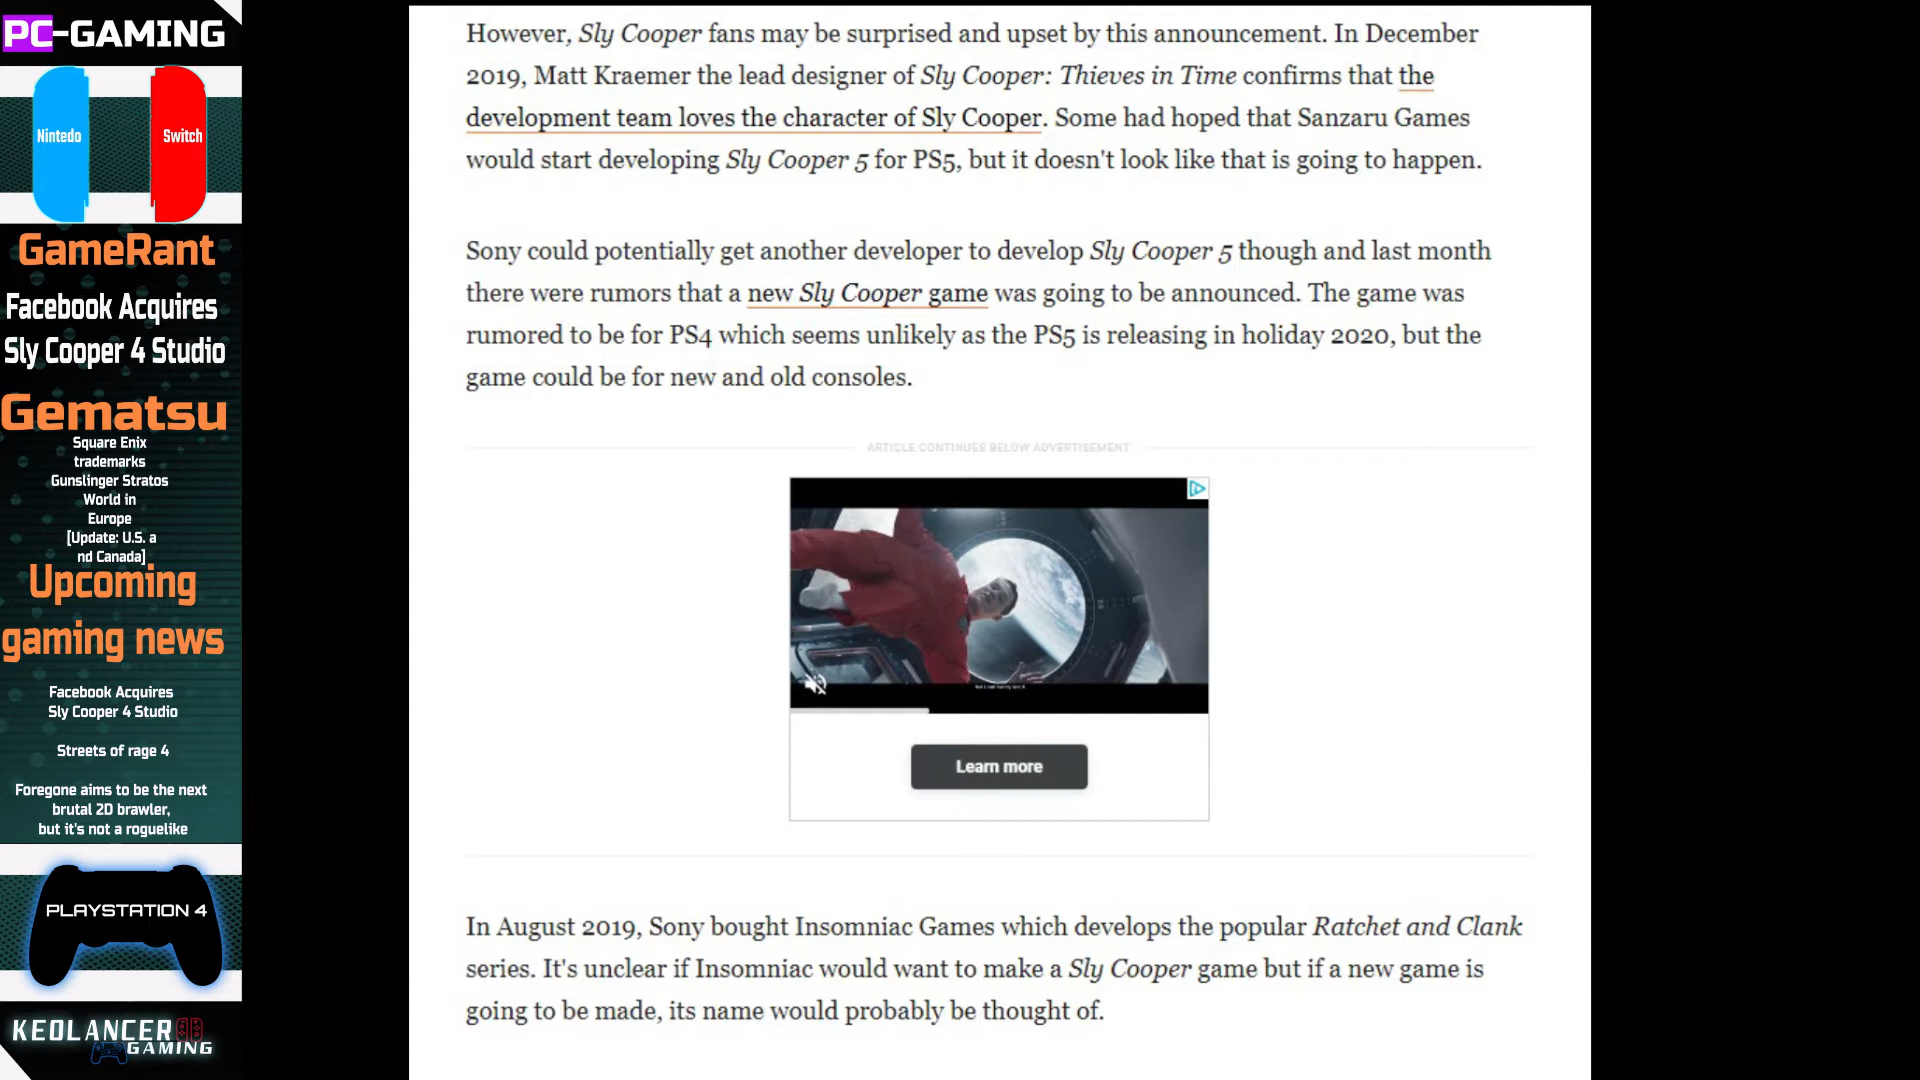 PC-GAMING
Nintedo
Switch
GameRant
Facebook Acquires
Sly Cooper 4 Studio
Gematsu
Square Enix
trademarks
Gunslinger Stratos
World in
Europe
[Update: U.S. a
nd Canada]
Upcoming
gaming news
Facebook Acquires
Sly Cooper 4 Studio
Streets of rage 4
Foregone aims to be the next
brutal 2D brawler,
but it's not a roguelike
PLAYSTATION 4
KEOLANCER
GAMING
However, Sly Cooper fans may be surprised and upset by this announcement. In December
2019, Matt Kraemer the lead designer of Sly Cooper: Thieves in Time confirms that the
development team loves the character of Sly Cooper. Some had hoped that Sanzaru Games
would start developing Sly Cooper 5 for PS5, but it doesn't look like that is going to happen.
Sony could potentially get another developer to develop Sly Cooper 5 though and last month
there were rumors that a new Sly Cooper game was going to be announced. The game was
rumored to be for PS4 which seems unlikely as the PS5 is releasing in holiday 2020, but the
game could be for new and old consoles.
ARTICLE CONTINUES BELOW ADVERTISEMENT
Learn more
In August 2019, Sony bought Insomniac Games which develops the popular Ratchet and Clank
series. It's unclear if Insomniac would want to make a Sly Cooper game but if a new game is
going to be made, its name would probably be thought of.